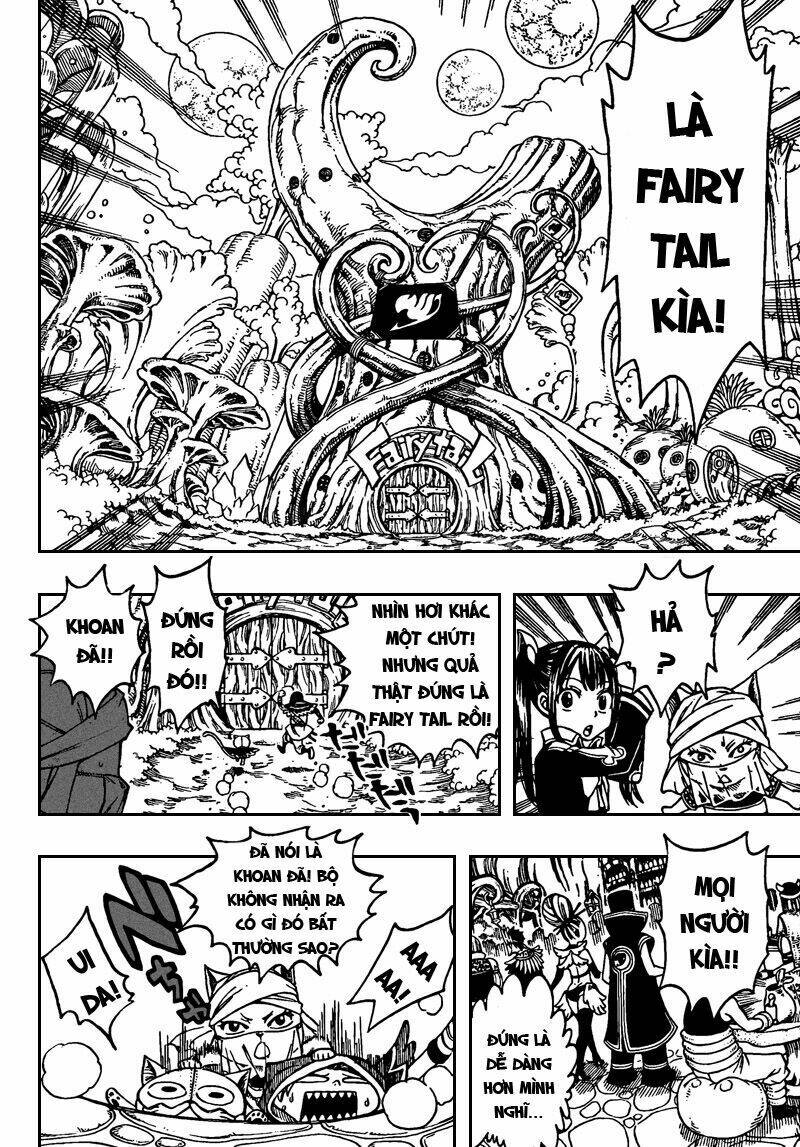 LÀ
FAIRY
TAIL
KÌA!
Fairy tail
KHOAN
ĐÃ!!
ĐÚNG
RỒI
ĐÓ!!
NHÌN HƠI KHÁC
MỘT CHÚT!
NHƯNG QUẢ
THẬT ĐÚNG LÀ
FAIRY TAIL RỒI!
HẢ
?
UI
DA!
ĐÃ NÓI LÀ
KHOAN ĐÃ! BỘ
KHÔNG NHẬN RA
CÓ GÌ ĐÓ BẤT
THƯỜNG SAO?
AAA
AA!
MỌI
NGƯỜI
KÌA!!
ĐÚNG LÀ
DỄ DÀNG
HƠN MÌNH
NGHĨ...